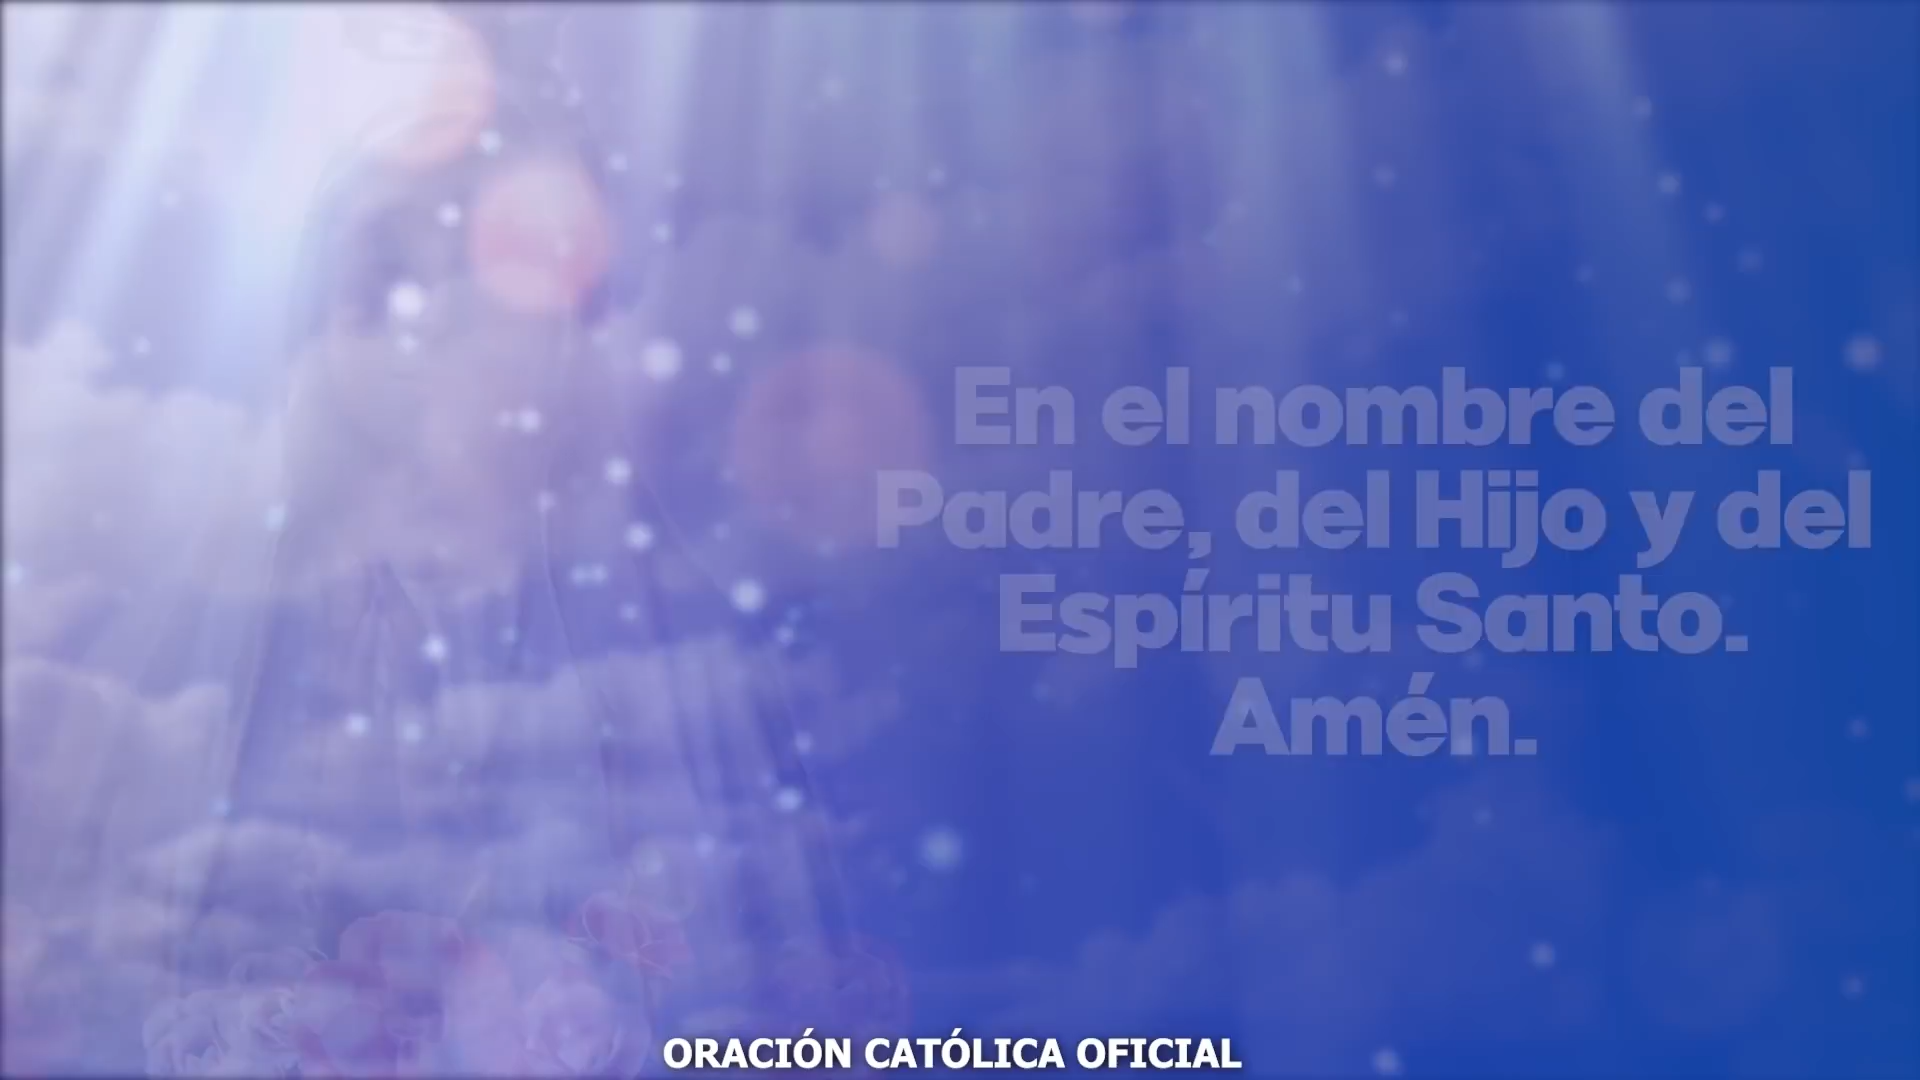 En el nombre del
Padre, del Hijo y del
Espíritu Santo.
Amén.
ORACIÓN CATÓLICA OFICIAL